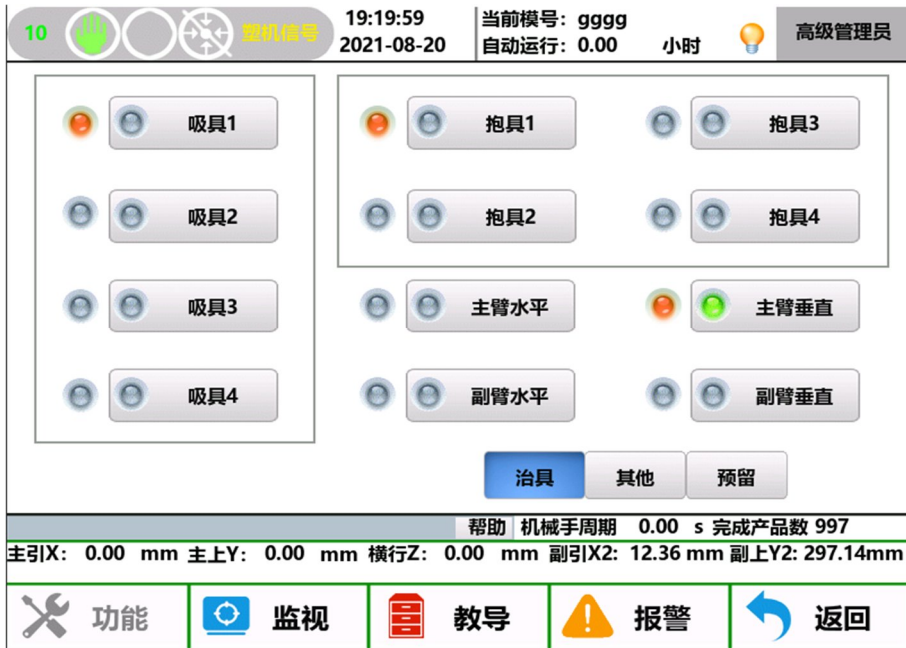 10 塑机信号 19:19:59 2021-08-20 当前模号：gggg 自动运行：0.00 小时 高级管理员
吸具1 抱具1 抱具3
吸具2 抱具2 抱具4
吸具3 主臂水平 主臂垂直
吸具4 副臂水平 副臂垂直
治具 其他 预留
帮助 机械手周期 0.00 s 完成产品数 997
主引X: 0.00 mm 主上Y: 0.00 mm 横行Z: 0.00 mm 副引X2: 12.36 mm 副上Y2: 297.14mm
功能 监视 教导 报警 返回